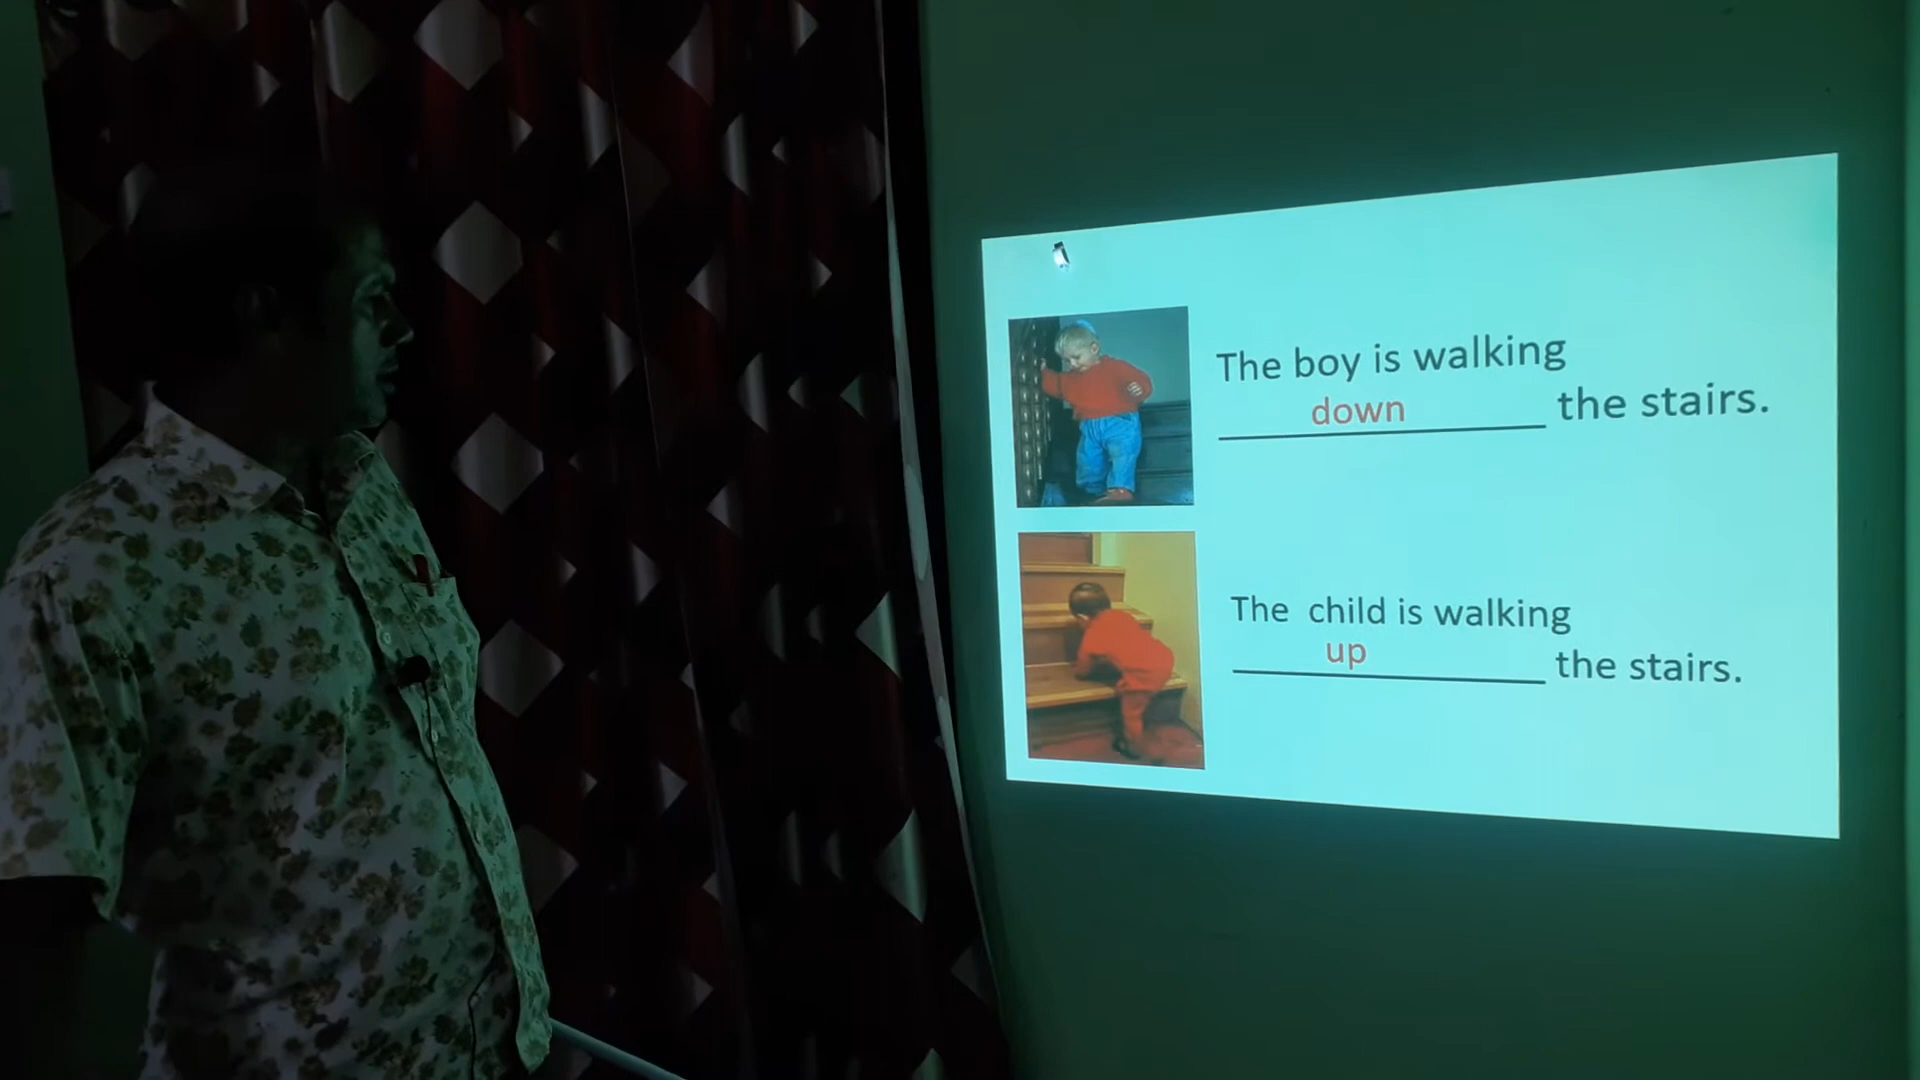 The boy is walking
down the stairs.
The child is walking
up the stairs.